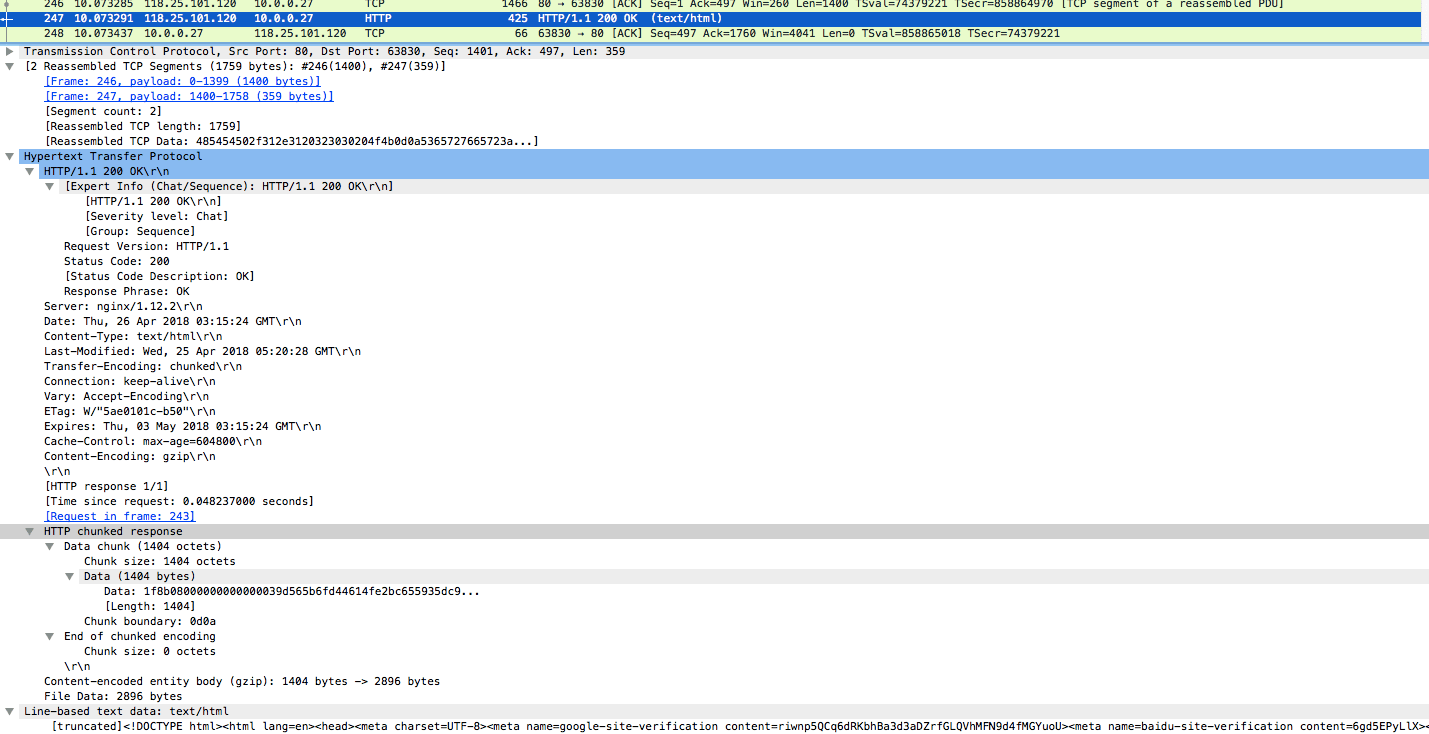 246 10.073285 118.25.101.120 10.0.0.27 TCP 1466 80 → 63830 [ACK] Seq=1 Ack=497 Win=260 Len=1400 TSval=74379221 TSecr=858864970 [TCP segment of a reassembled PDU]
247 10.073291 118.25.101.120 10.0.0.27 HTTP 425 HTTP/1.1 200 OK (text/html)
248 10.073437 10.0.0.27 118.25.101.120 TCP 66 63830 → 80 [ACK] Seq=497 Ack=1760 Win=4041 Len=0 TSval=858865018 TSecr=74379221
Transmission Control Protocol, Src Port: 80, Dst Port: 63830, Seq: 1401, Ack: 497, Len: 359
[2 Reassembled TCP Segments (1759 bytes): #246(1400), #247(359)]
[Frame: 246, payload: 0-1399 (1400 bytes)]
[Frame: 247, payload: 1400-1758 (359 bytes)]
[Segment count: 2]
[Reassembled TCP length: 1759]
[Reassembled TCP Data: 485454502f312e3120323030204f4b0d0a5365727665723a...]
Hypertext Transfer Protocol
HTTP/1.1 200 OK\r\n
[Expert Info (Chat/Sequence): HTTP/1.1 200 OK\r\n]
[HTTP/1.1 200 OK\r\n]
[Severity level: Chat]
[Group: Sequence]
Request Version: HTTP/1.1
Status Code: 200
[Status Code Description: OK]
Response Phrase: OK
Server: nginx/1.12.2\r\n
Date: Thu, 26 Apr 2018 03:15:24 GMT\r\n
Content-Type: text/html\r\n
Last-Modified: Wed, 25 Apr 2018 05:20:28 GMT\r\n
Transfer-Encoding: chunked\r\n
Connection: keep-alive\r\n
Vary: Accept-Encoding\r\n
ETag: W/"5ae0101c-b50"\r\n
Expires: Thu, 03 May 2018 03:15:24 GMT\r\n
Cache-Control: max-age=604800\r\n
Content-Encoding: gzip\r\n
\r\n
[HTTP response 1/1]
[Time since request: 0.048237000 seconds]
[Request in frame: 243]
HTTP chunked response
Data chunk (1404 octets)
Chunk size: 1404 octets
Data (1404 bytes)
Data: 1f8b08000000000000039d565b6fd44614fe2bc655935dc9...
[Length: 1404]
Chunk boundary: 0d0a
End of chunked encoding
Chunk size: 0 octets
\r\n
Content-encoded entity body (gzip): 1404 bytes -> 2896 bytes
File Data: 2896 bytes
Line-based text data: text/html
[truncated]<!DOCTYPE html><html lang=en><head><meta charset=UTF-8><meta name=google-site-verification content=riwnp5QCq6dRKbhBa3d3aDZrfGLQVhMFN9d4fMGYuoU><meta name=baidu-site-verification content=6gd5EPyLlX><